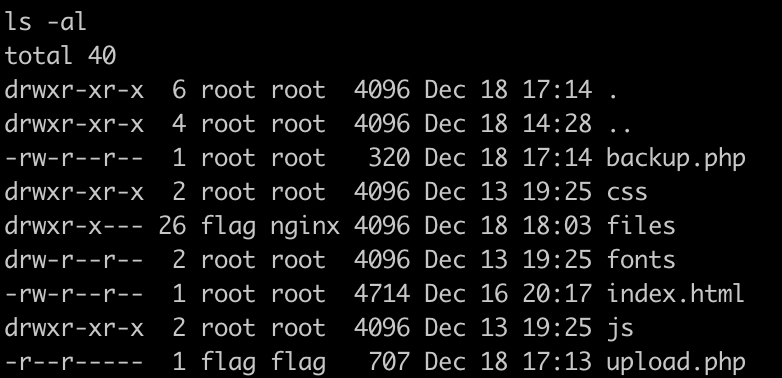 ls -al
total 40
drwxr-xr-x  6 root root  4096 Dec 18 17:14 .
drwxr-xr-x  4 root root  4096 Dec 18 14:28 ..
-rw-r--r--  1 root root   320 Dec 18 17:14 backup.php
drwxr-xr-x  2 root root  4096 Dec 13 19:25 css
drwxr-x--- 26 flag nginx 4096 Dec 18 18:03 files
drw-r--r--  2 root root  4096 Dec 13 19:25 fonts
-rw-r--r--  1 root root  4714 Dec 16 20:17 index.html
drwxr-xr-x  2 root root  4096 Dec 13 19:25 js
-r--r-----  1 flag flag   707 Dec 18 17:13 upload.php